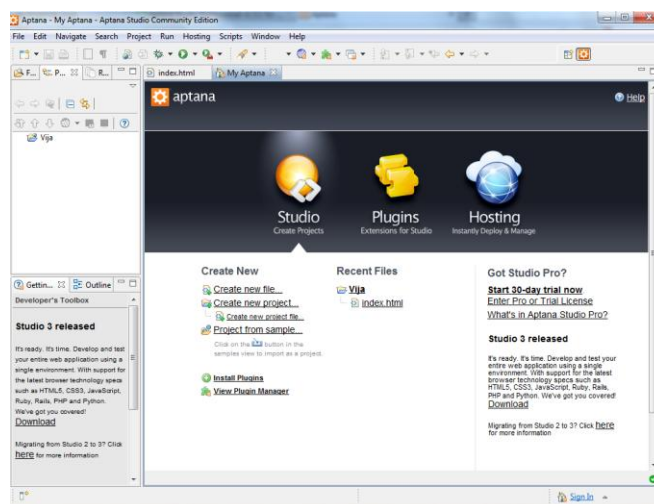 Aptana - My Aptana - Aptana Studio Community Edition
File Edit Navigate Search Project Run Hosting Scripts Window Help
F... P... R...
index.html My Aptana
aptana
Help
Vija
Studio
Create Projects
Plugins
Extensions for Studio
Hosting
Instantly Deploy & Manage
Create New
Create new file...
Create new project...
Create new project file...
Project from sample...
Click on the button in the
samples view to import as a project.
Install Plugins
View Plugin Manager
Recent Files
Vija
index.html
Got Studio Pro?
Start 30-day trial now
Enter Pro or Trial License
What's in Aptana Studio Pro?
Studio 3 released
It's ready. It's time. Develop and test your
entire web application using a single
environment. With support for the latest
browser technology specs such as
HTML5, CSS3, JavaScript, Ruby, Rails,
PHP and Python. We've got you covered!
Download
Migrating from Studio 2 to 3? Click here
for more information
Gettin... Outline
Developer's Toolbox
Studio 3 released
It's ready. It's time. Develop and test
your entire web application using a
single environment. With support for
the latest browser technology specs
such as HTML5, CSS3, JavaScript,
Ruby, Rails, PHP and Python.
We've got you covered!
Download
Migrating from Studio 2 to 3? Click
here for more information
Sign In